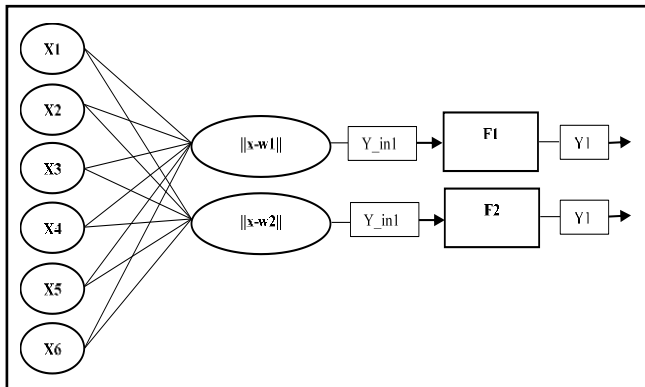 X1
X2
X3
X4
X5
X6
||x-w1||
Y_in1
F1
Y1
||x-w2||
Y_in1
F2
Y1